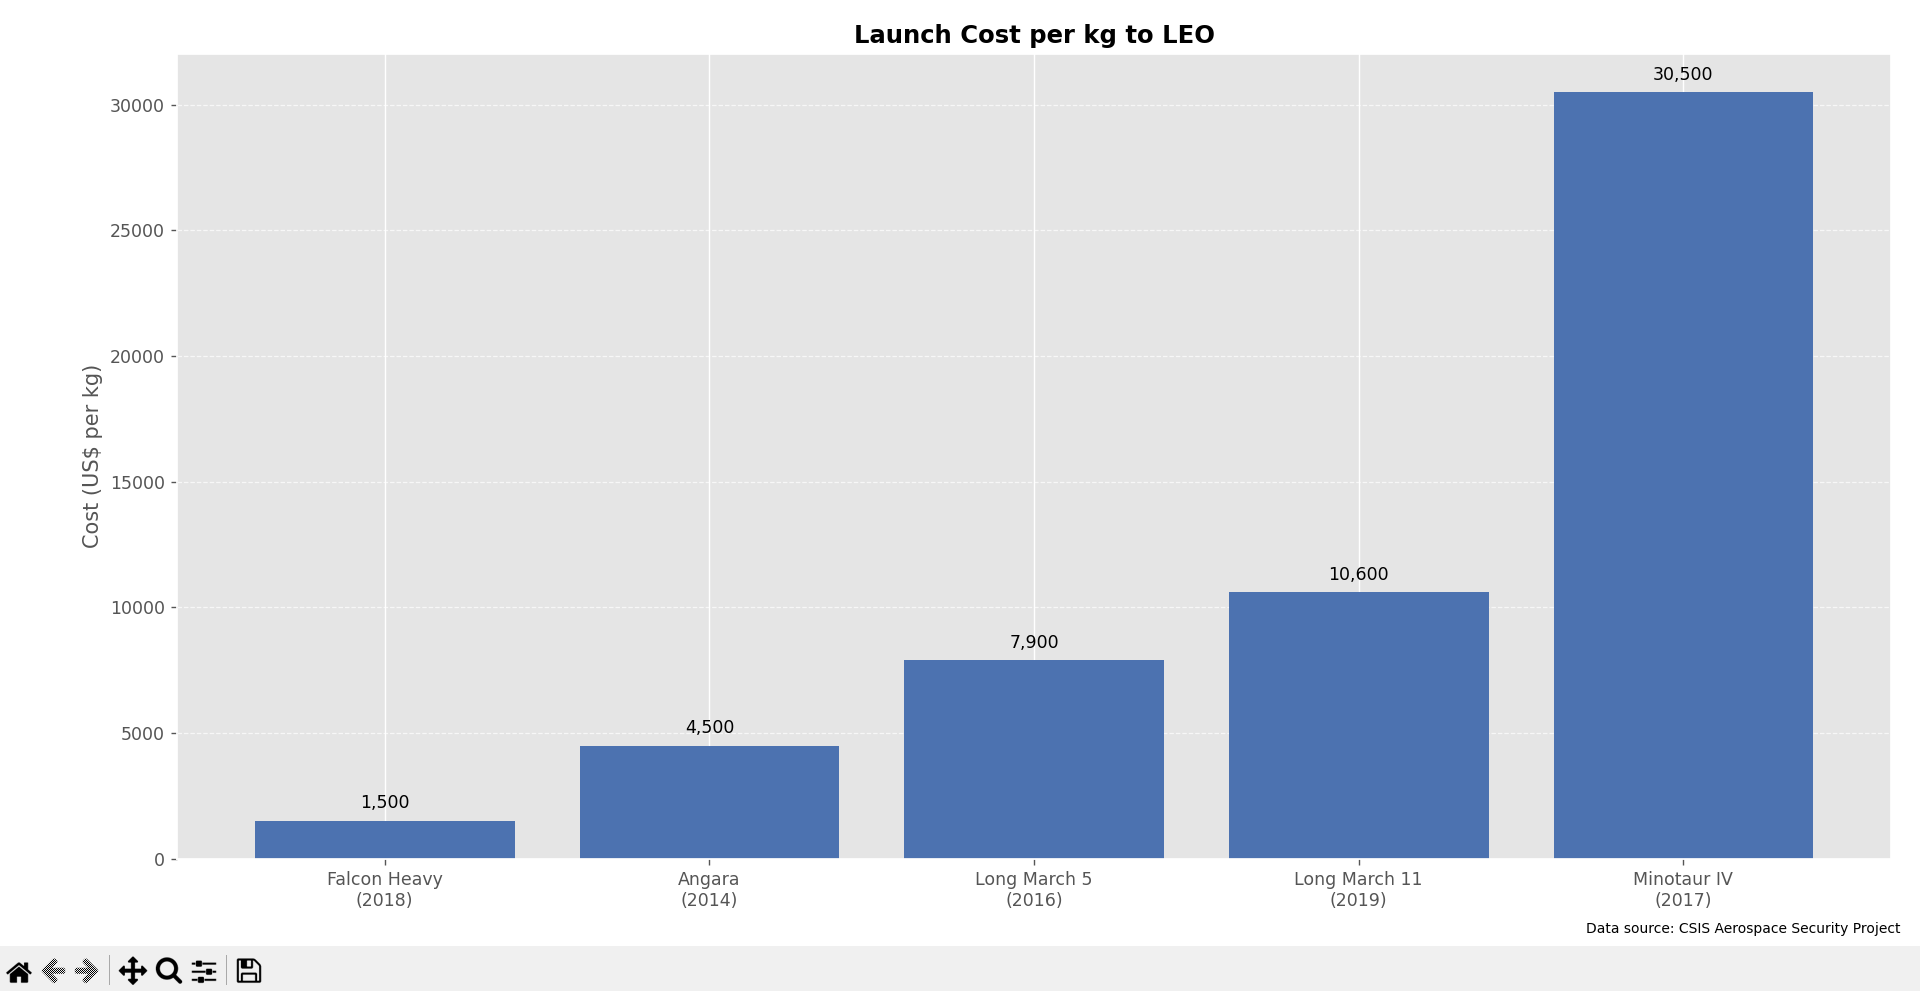 Launch Cost per kg to LEO
Cost (US$ per kg)
30000
25000
20000
15000
10000
5000
0
1,500
4,500
7,900
10,600
30,500
Falcon Heavy
(2018)
Angara
(2014)
Long March 5
(2016)
Long March 11
(2019)
Minotaur IV
(2017)
Data source: CSIS Aerospace Security Project